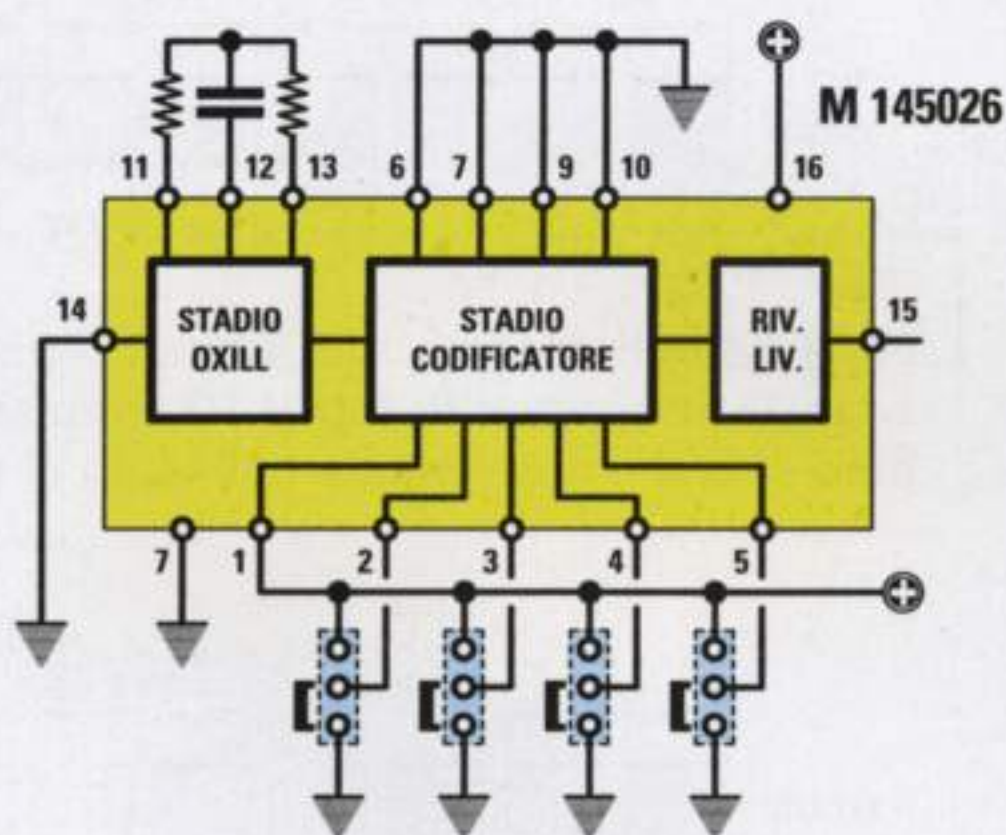 M 145026
11 12 13 6 7 9 10 16
14
STADIO
OXILL
STADIO
CODIFICATORE
RIV.
LIV.
15
7 1 2 3 4 5